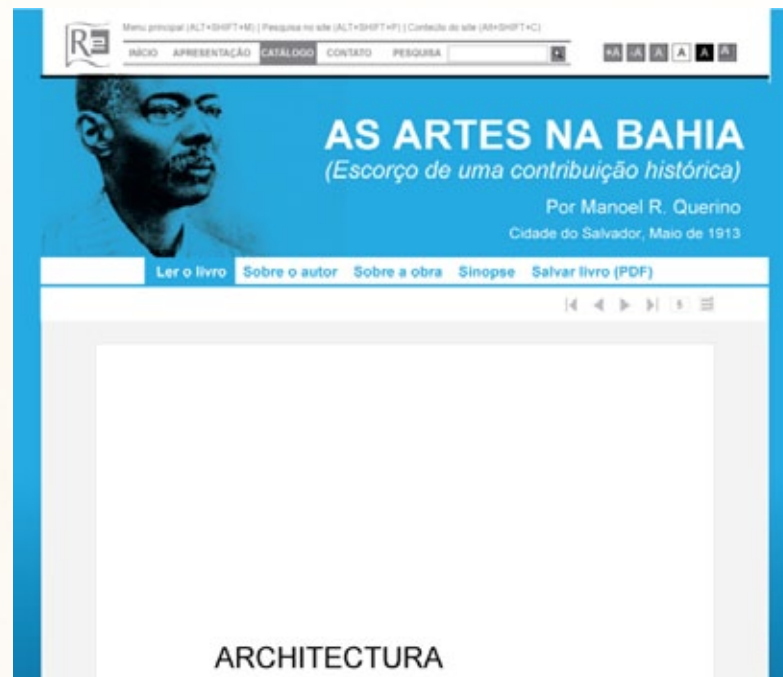 RE
Menu principal (ALT+SHIFT+M) | Pesquisa no site (ALT+SHIFT+P) | Conteúdo do site (Alt+SHIFT+C)
INÍCIO APRESENTAÇÃO CATÁLOGO CONTATO PESQUISA
+A -A A A A A
AS ARTES NA BAHIA
(Escorço de uma contribuição histórica)
Por Manoel R. Querino
Cidade do Salvador, Maio de 1913
Ler o livro Sobre o autor Sobre a obra Sinopse Salvar livro (PDF)
ARCHITECTURA